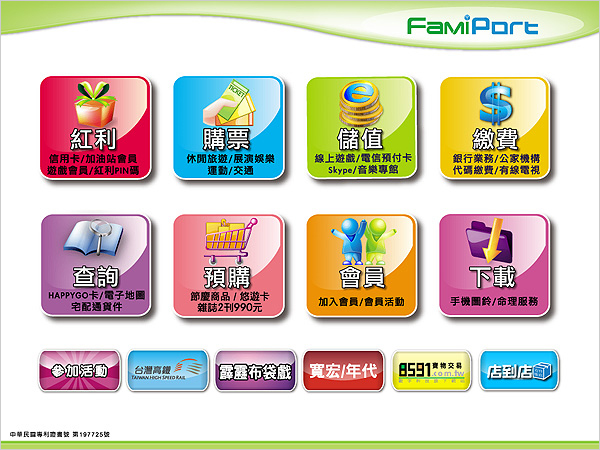 FamiPort
紅利
信用卡/加油站會員
遊戲會員/紅利PIN碼
購票
TICKET
休閒旅遊/展演娛樂
運動/交通
儲值
線上遊戲/電信預付卡
Skype/音樂專館
繳費
銀行業務/公家機構
代碼繳費/有線電視
查詢
HAPPYGO卡/電子地圖
宅配通貨件
預購
節慶商品 / 悠遊卡
雜誌2刊990元
會員
加入會員/會員活動
下載
手機圖鈴/命理服務
參加活動
台灣高鐵
TAIWAN HIGH SPEED RAIL
霹靂布袋戲
寬宏/年代
8591寶物交易
.com.tw
店到店
中華民國專利證書號 第197725號